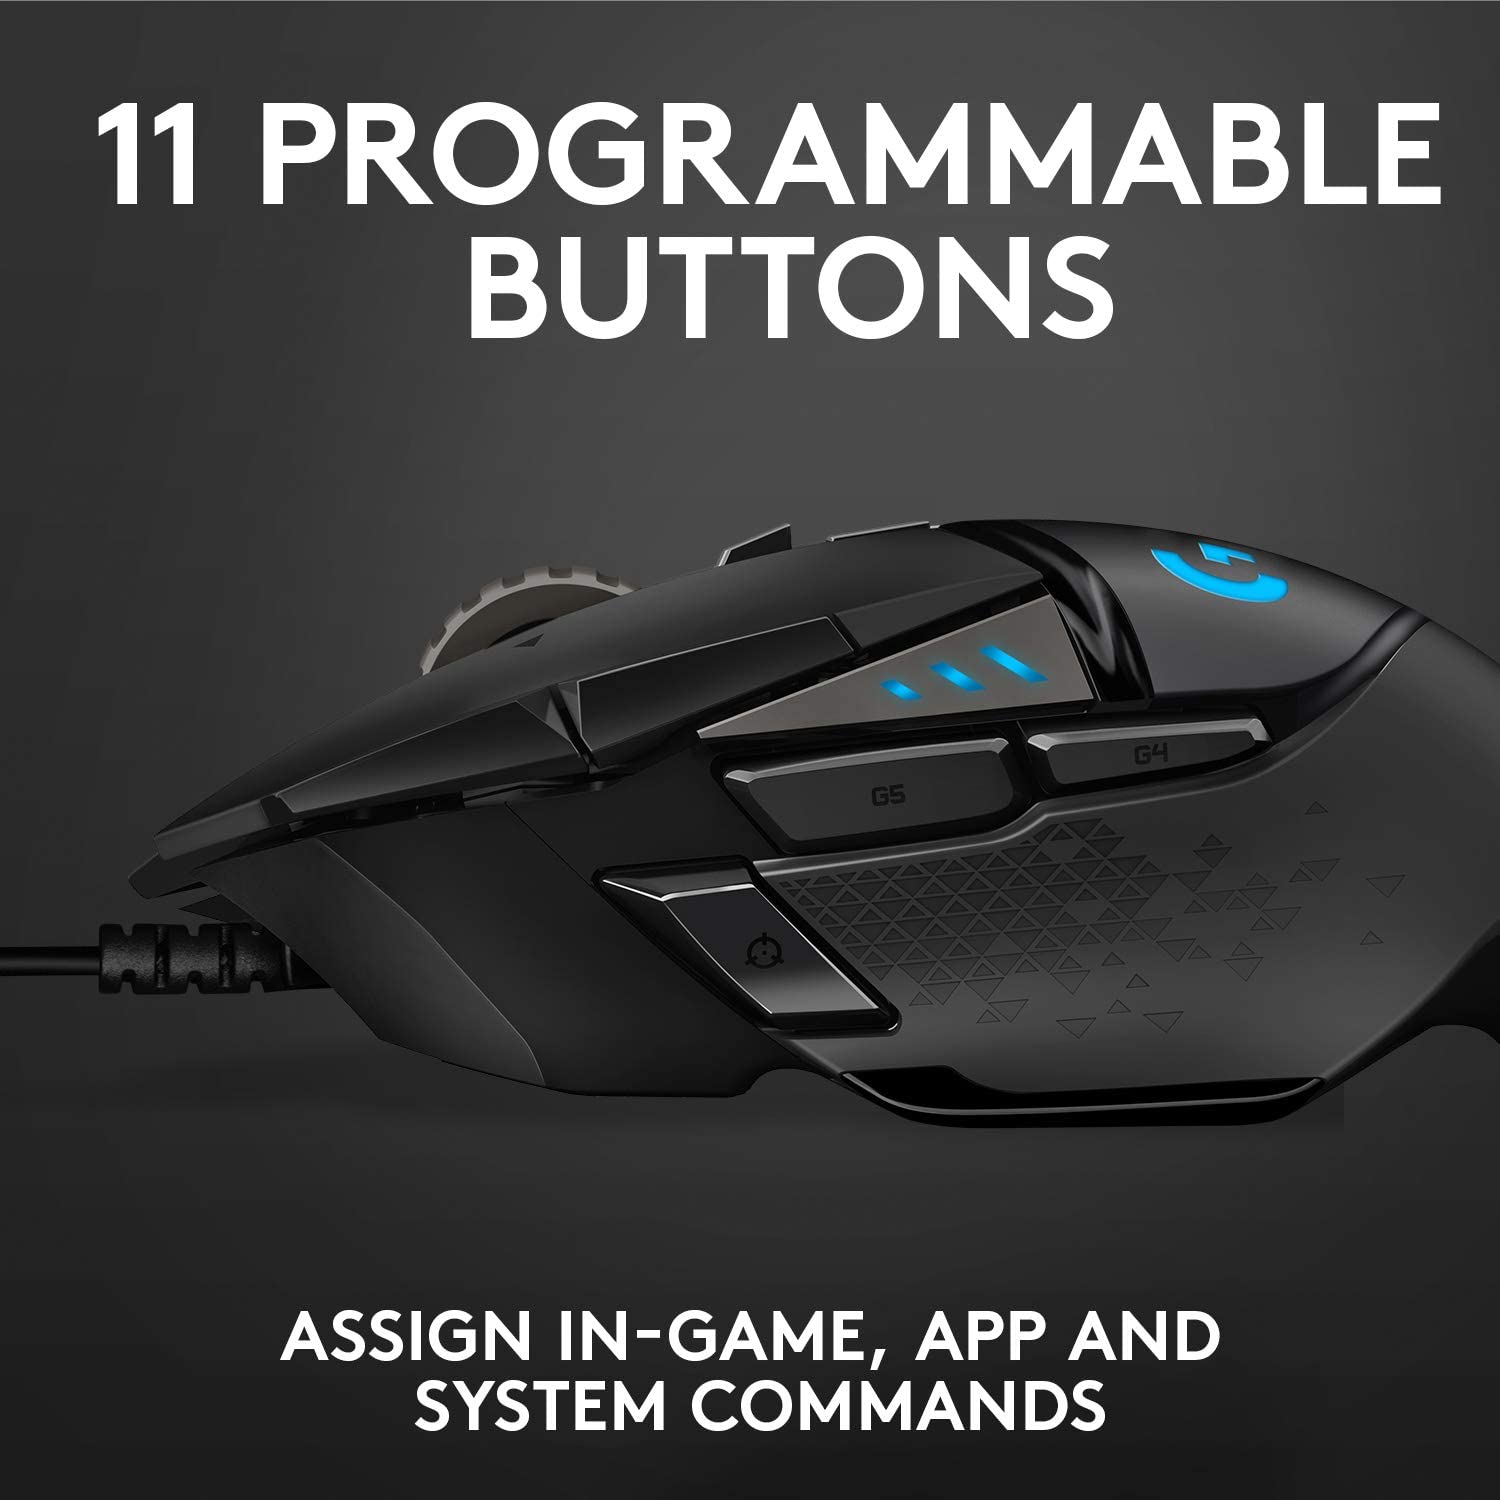 11 PROGRAMMABLE
BUTTONS
G5
G4
ASSIGN IN-GAME, APP AND
SYSTEM COMMANDS